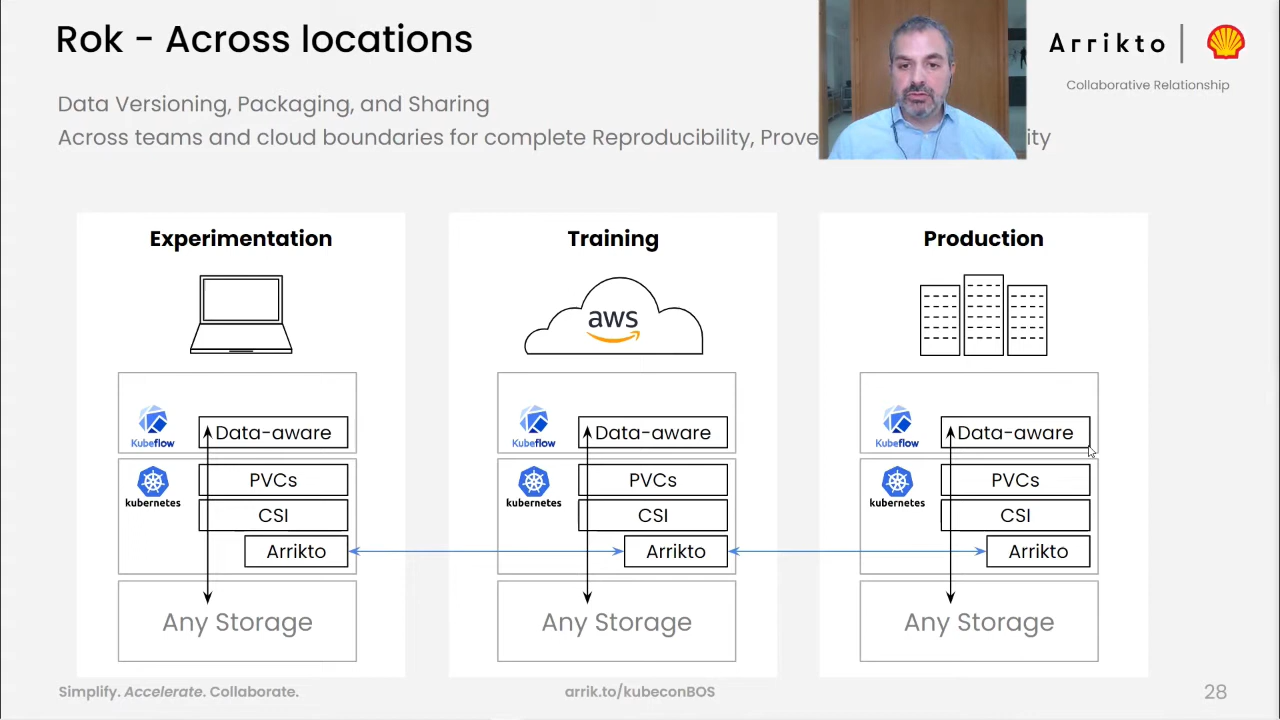 Rok - Across locations
Arrikto
Collaborative Relationship
Data Versioning, Packaging, and Sharing
Across teams and cloud boundaries for complete Reproducibility,
Experimentation
Training
Production
aws
Kubeflow
Data-aware
Kubeflow
Data-aware
Kubeflow
Data-aware
kubernetes
PVCs
CSI
Arrikto
kubernetes
PVCs
CSI
Arrikto
kubernetes
PVCs
CSI
Arrikto
Any Storage
Any Storage
Any Storage
Simplify. Accelerate. Collaborate.
arrik.to/kubeconBOS
28